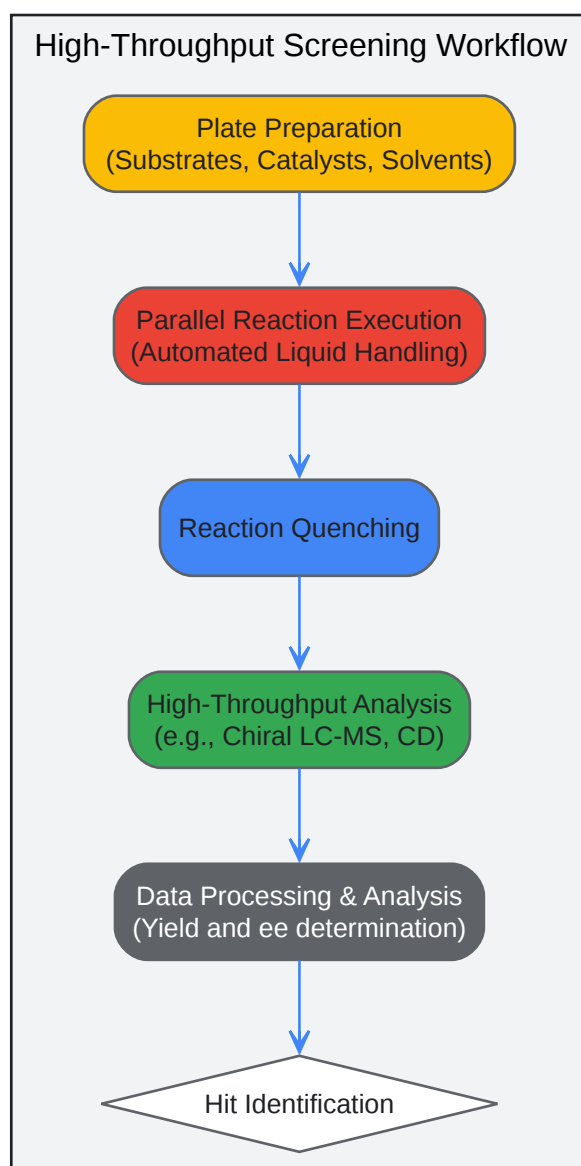 High-Throughput Screening Workflow
Plate Preparation
(Substrates, Catalysts, Solvents)
Parallel Reaction Execution
(Automated Liquid Handling)
Reaction Quenching
High-Throughput Analysis
(e.g., Chiral LC-MS, CD)
Data Processing & Analysis
(Yield and ee determination)
Hit Identification